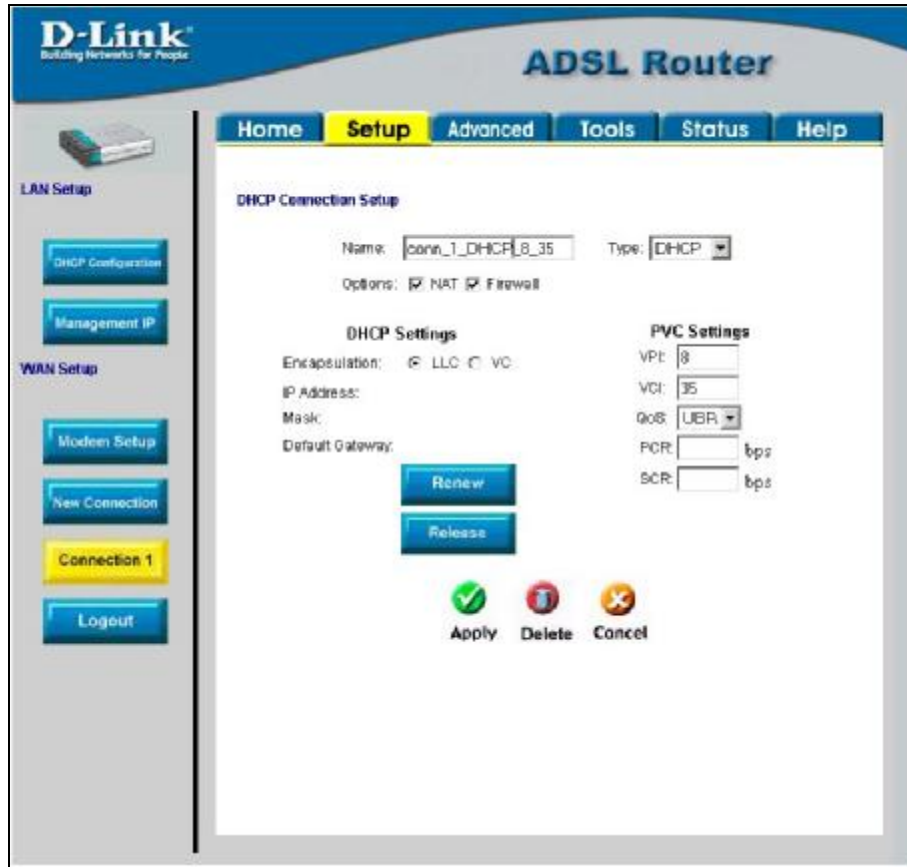 D-Link
Building Networks for People
ADSL Router
Home Setup Advanced Tools Status Help
LAN Setup
DHCP Configuration
Management IP
WAN Setup
Modem Setup
New Connection
Connection 1
Logout
DHCP Connection Setup
Name: conn_1_DHCP_8_35 Type: DHCP
Options: NAT Firewall
DHCP Settings
Encapsulation: LLC VC
IP Address:
Mask:
Default Gateway:
Renew
Release
PVC Settings
VPI: 8
VCI: 35
QoS: UBR
PCR: bps
SCR: bps
Apply Delete Cancel